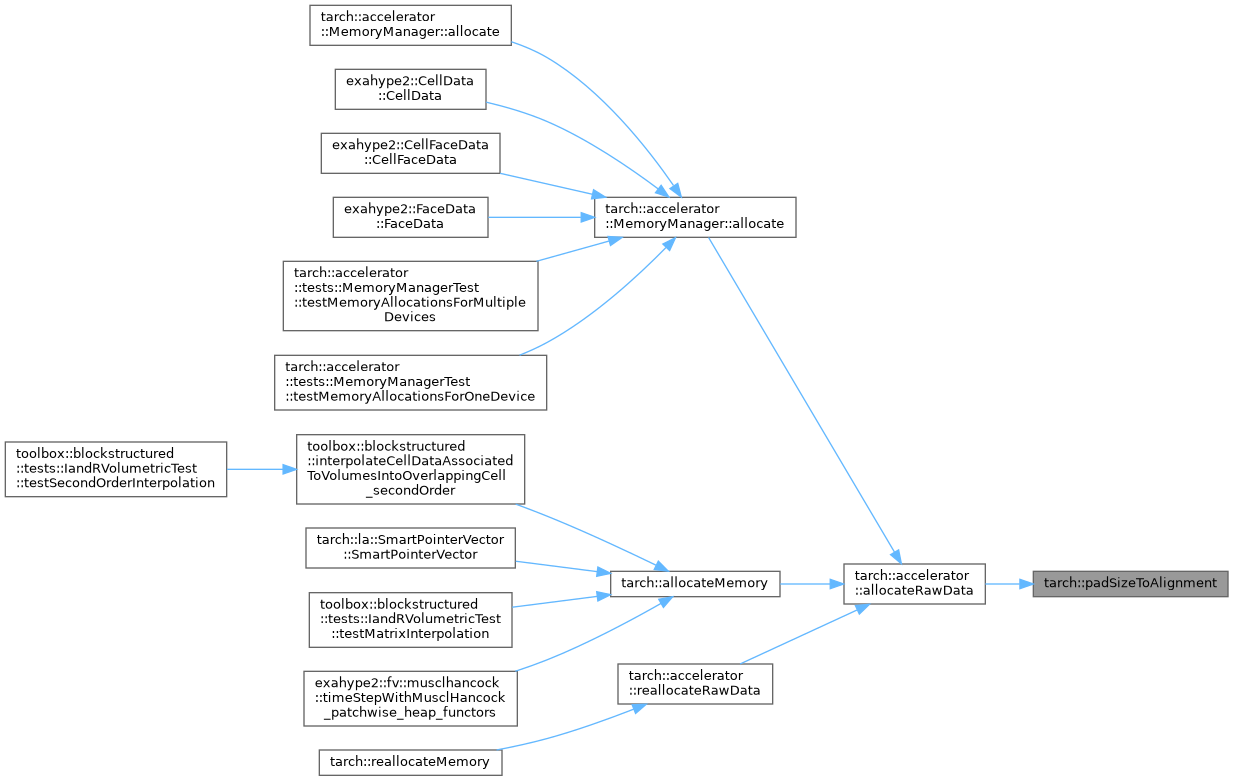 tarch::accelerator
::MemoryManager::allocate
exahype2::CellData
::CellData
exahype2::CellFaceData
::CellFaceData
exahype2::FaceData
::FaceData
tarch::accelerator
::tests::MemoryManagerTest
::testMemoryAllocationsForMultiple
Devices
tarch::accelerator
::tests::MemoryManagerTest
::testMemoryAllocationsForOneDevice
tarch::accelerator
::MemoryManager::allocate
toolbox::blockstructured
::tests::IandRVolumetricTest
::testSecondOrderInterpolation
toolbox::blockstructured
::interpolateCellDataAssociated
ToVolumesIntoOverlappingCell
_secondOrder
tarch::la::SmartPointerVector
::SmartPointerVector
toolbox::blockstructured
::tests::IandRVolumetricTest
::testMatrixInterpolation
exahype2::fv::musclhancock
::timeStepWithMusclHancock
_patchwise_heap_functors
tarch::allocateMemory
tarch::accelerator
::allocateRawData
tarch::padSizeToAlignment
tarch::accelerator
::reallocateRawData
tarch::reallocateMemory